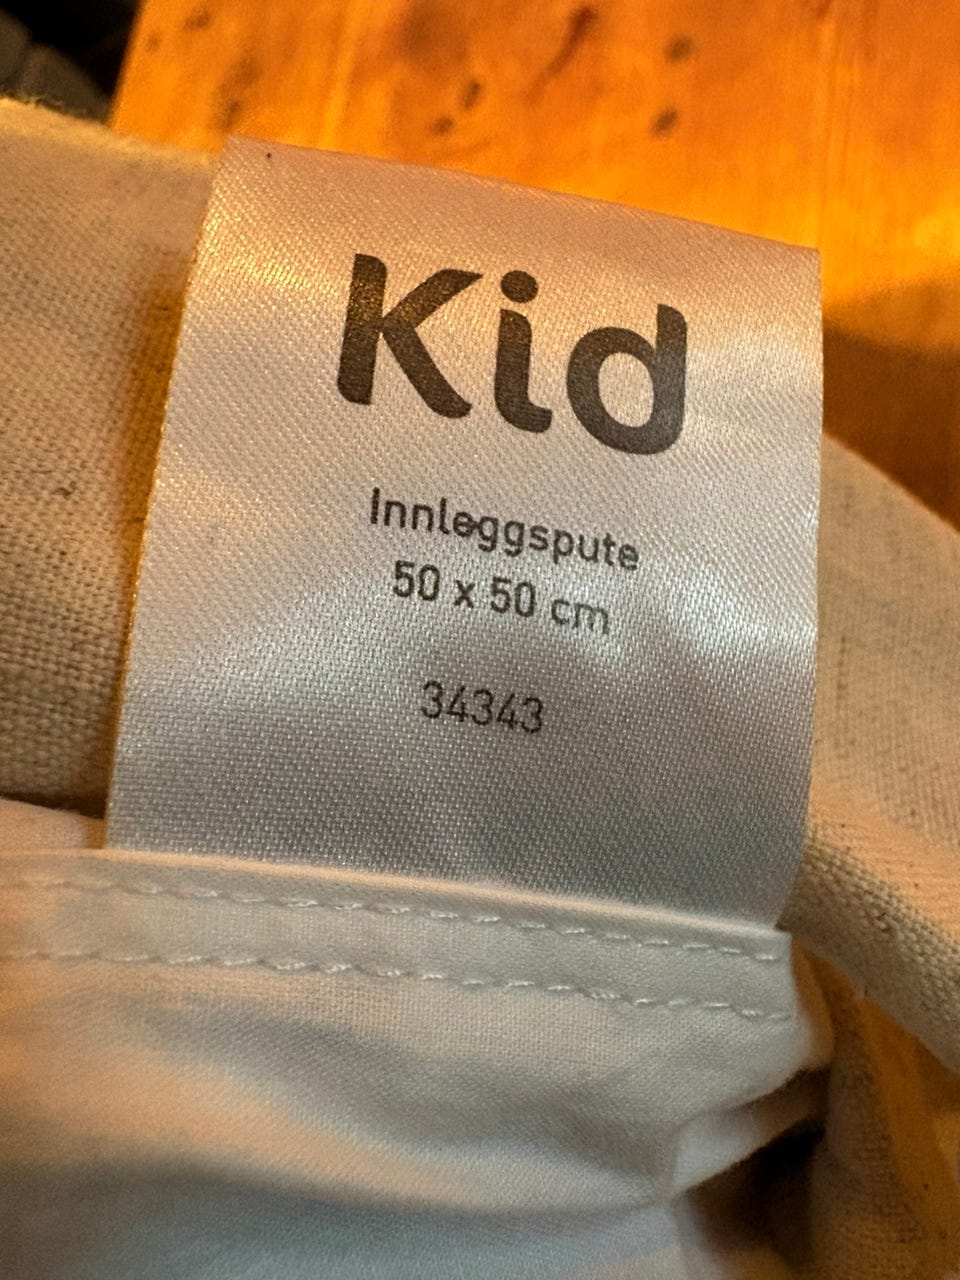 Kid
Innleggspute
50 x 50 cm
34343